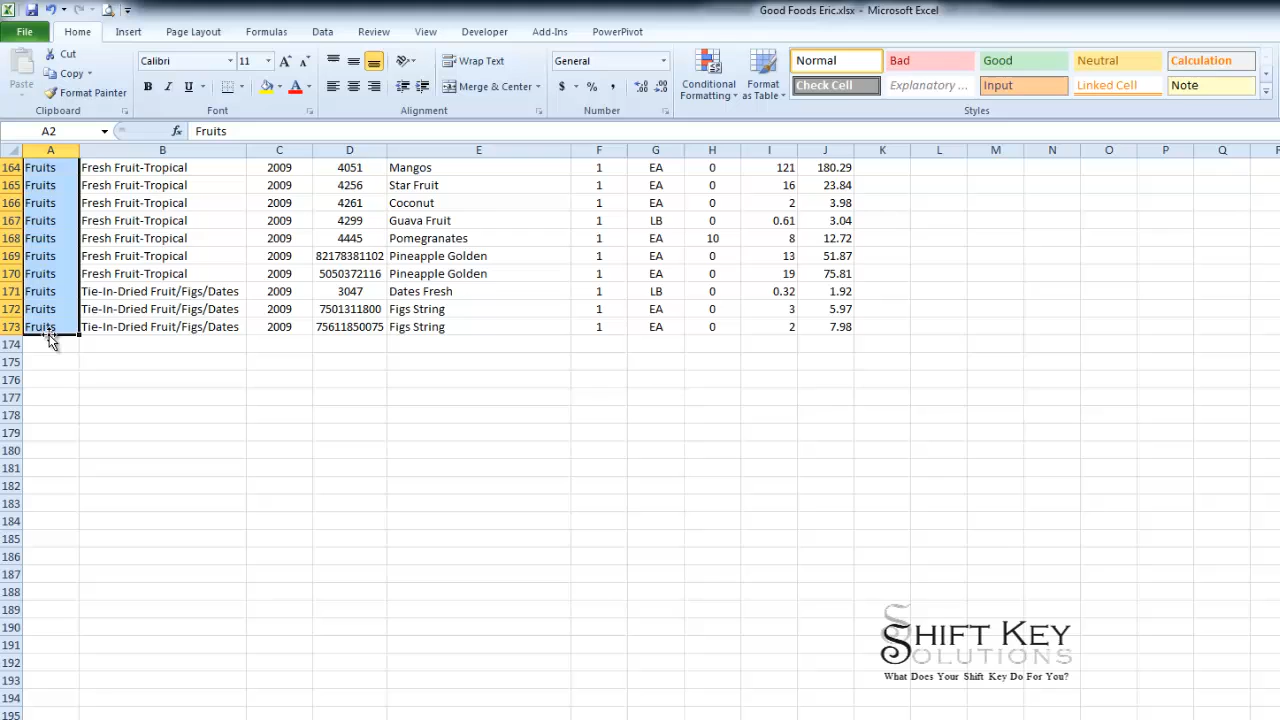 Good Foods Eric.xlsx - Microsoft Excel
File Home Insert Page Layout Formulas Data Review View Developer Add-Ins PowerPivot
Paste
Cut
Copy
Format Painter
Clipboard
Calibri 11
Font
Wrap Text
Merge & Center
Alignment
General
Number
Conditional Formatting
Format as Table
Normal Bad Good Neutral Calculation
Check Cell Explanatory ... Input Linked Cell Note
Styles
A2 fx Fruits
A B C D E F G H I J K L M N O P Q
164 Fruits Fresh Fruit-Tropical 2009 4051 Mangos 1 EA 0 121 180.29
165 Fruits Fresh Fruit-Tropical 2009 4256 Star Fruit 1 EA 0 16 23.84
166 Fruits Fresh Fruit-Tropical 2009 4261 Coconut 1 EA 0 2 3.98
167 Fruits Fresh Fruit-Tropical 2009 4299 Guava Fruit 1 LB 0 0.61 3.04
168 Fruits Fresh Fruit-Tropical 2009 4445 Pomegranates 1 EA 10 8 12.72
169 Fruits Fresh Fruit-Tropical 2009 82178381102 Pineapple Golden 1 EA 0 13 51.87
170 Fruits Fresh Fruit-Tropical 2009 5050372116 Pineapple Golden 1 EA 0 19 75.81
171 Fruits Tie-In-Dried Fruit/Figs/Dates 2009 3047 Dates Fresh 1 LB 0 0.32 1.92
172 Fruits Tie-In-Dried Fruit/Figs/Dates 2009 7501311800 Figs String 1 EA 0 3 5.97
173 Fruits Tie-In-Dried Fruit/Figs/Dates 2009 75611850075 Figs String 1 EA 0 2 7.98
174
175
176
177
178
179
180
181
182
183
184
185
186
187
188
189
190
191
192
193
194
195
SHIFT KEY
SOLUTIONS
What Does Your Shift Key Do For You?